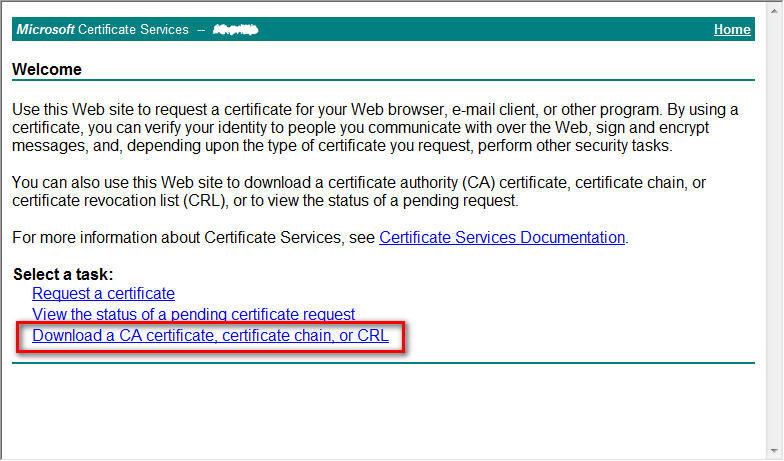 Microsoft Certificate Services --
Home
Welcome
Use this Web site to request a certificate for your Web browser, e-mail client, or other program. By using a
certificate, you can verify your identity to people you communicate with over the Web, sign and encrypt
messages, and, depending upon the type of certificate you request, perform other security tasks.
You can also use this Web site to download a certificate authority (CA) certificate, certificate chain, or
certificate revocation list (CRL), or to view the status of a pending request.
For more information about Certificate Services, see Certificate Services Documentation.
Select a task:
Request a certificate
View the status of a pending certificate request
Download a CA certificate, certificate chain, or CRL